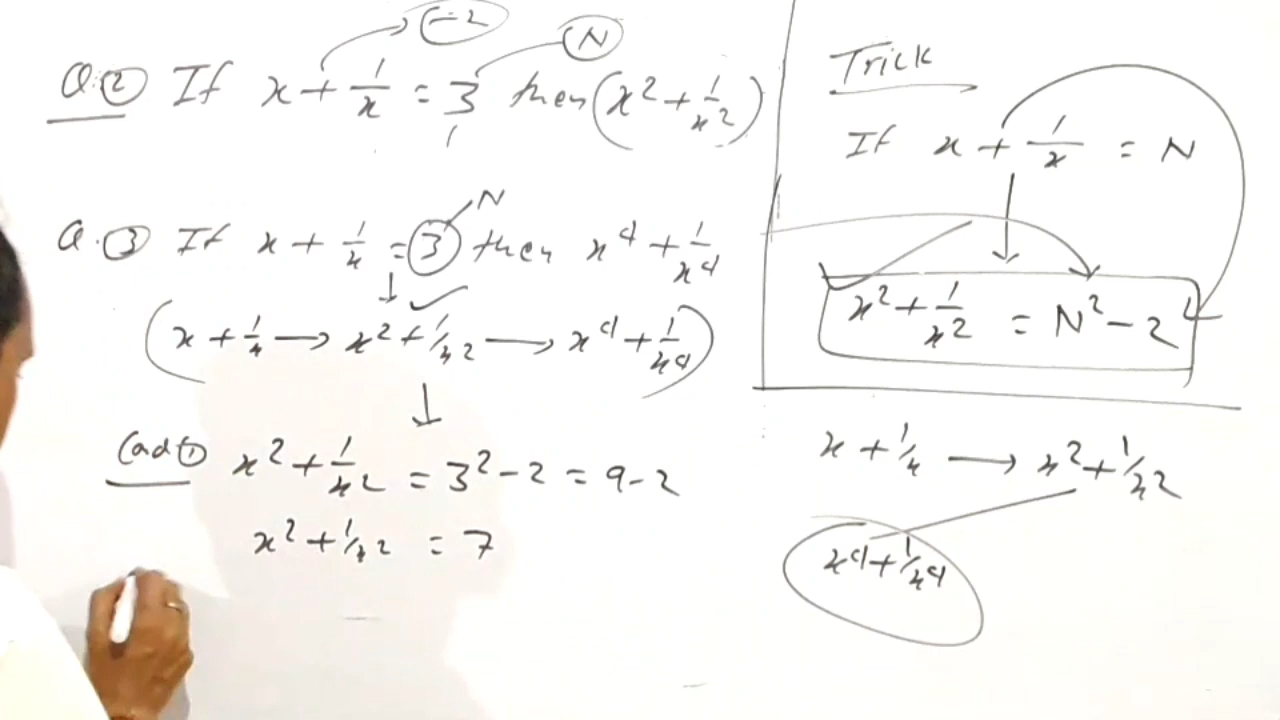 -2
N
Q.② If x + 1/x = 3 then (x² + 1/x²)
N
Q.③ If x + 1/x = 3 then x⁴ + 1/x⁴
(x + 1/x → x² + 1/x² → x⁴ + 1/x⁴)
x² + 1/x² = 3² - 2 = 9 - 2
x² + 1/x² = 7
Trick
If x + 1/x = N
x² + 1/x² = N² - 2
x + 1/x → x² + 1/x²
x⁴ + 1/x⁴